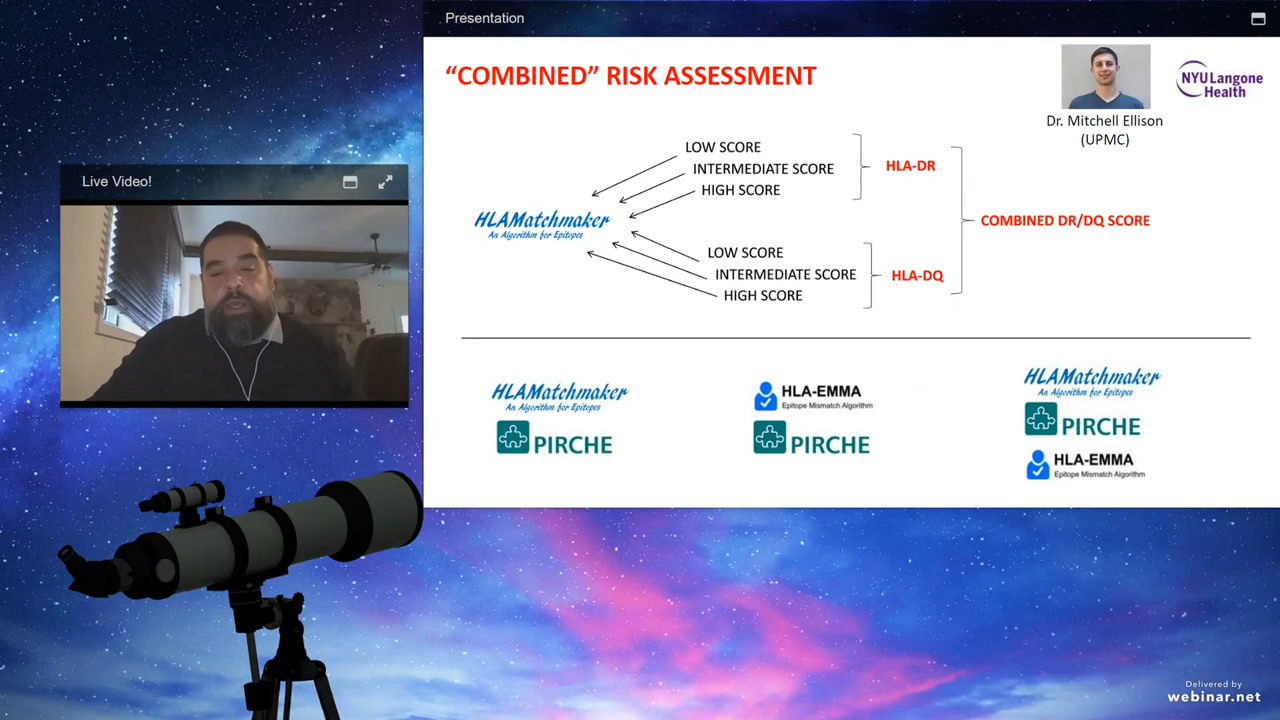 Presentation
Live Video!
“COMBINED” RISK ASSESSMENT
NYU Langone
Health
Dr. Mitchell Ellison
(UPMC)
LOW SCORE
INTERMEDIATE SCORE
HIGH SCORE
HLA-DR
HLAMatchmaker
An Algorithm for Epitopes
COMBINED DR/DQ SCORE
LOW SCORE
INTERMEDIATE SCORE
HIGH SCORE
HLA-DQ
HLAMatchmaker
An Algorithm for Epitopes
PIRCHE
HLA-EMMA
Epitope Mismatch Algorithm
PIRCHE
HLAMatchmaker
An Algorithm for Epitopes
PIRCHE
HLA-EMMA
Epitope Mismatch Algorithm
Delivered by
webinar.net